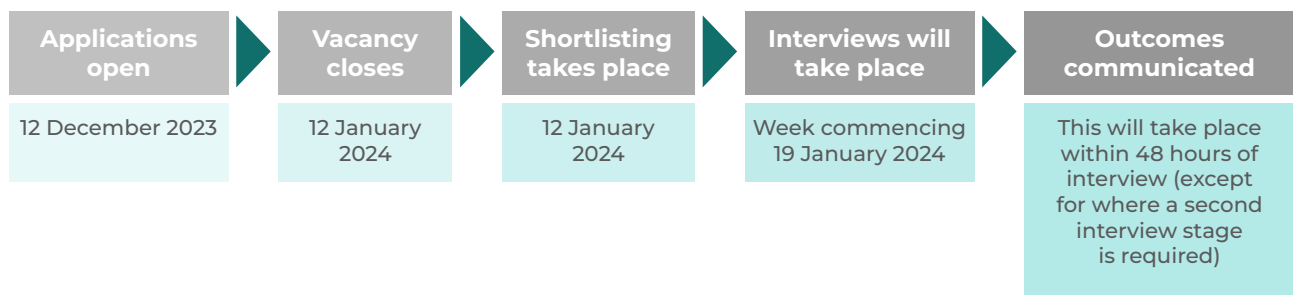 Applications
open
12 December 2023
Vacancy
closes
12 January
2024
Shortlisting
takes place
12 January
2024
Interviews will
take place
Week commencing
19 January 2024
Outcomes
communicated
This will take place
within 48 hours of
interview (except
for where a second
interview stage
is required)